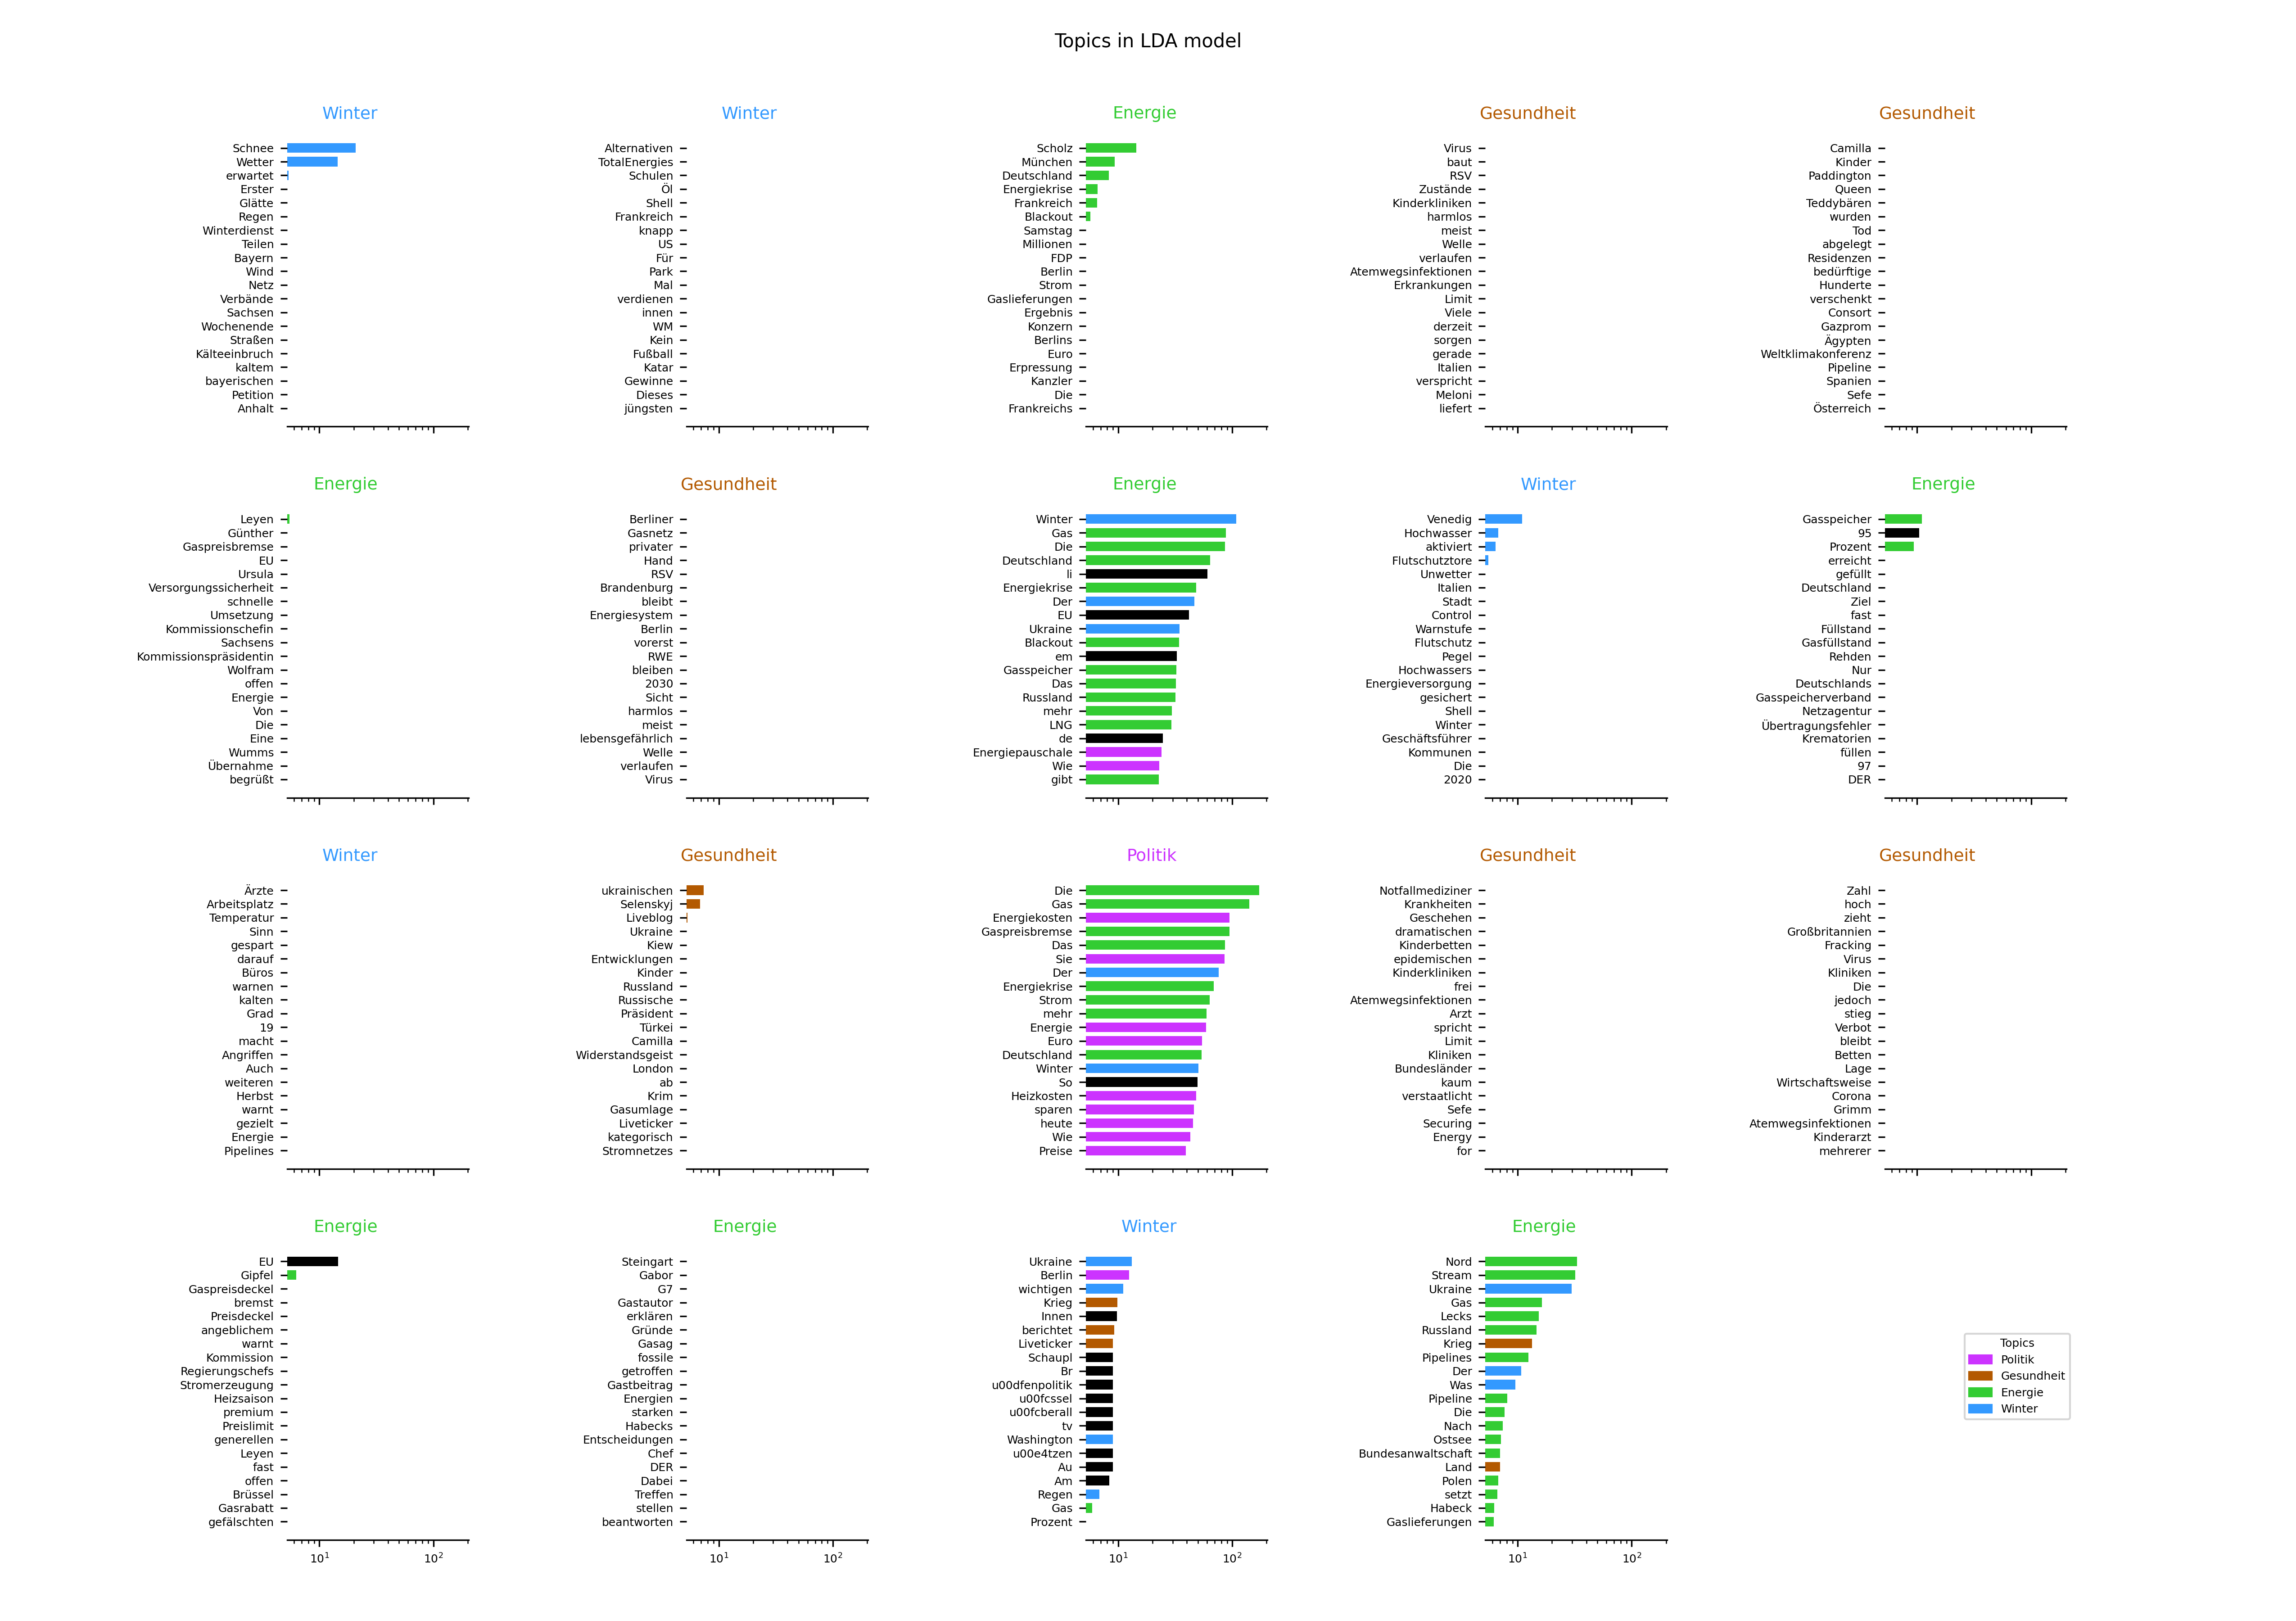 Topics in LDA model
Winter
Schnee
Wetter
erwartet
Erster
Glätte
Regen
Winterdienst
Teilen
Bayern
Wind
Netz
Verbände
Sachsen
Wochenende
Straßen
Kälteeinbruch
kaltem
bayerischen
Petition
Anhalt
Winter
Alternativen
TotalEnergies
Schulen
Öl
Shell
Frankreich
knapp
US
Für
Park
Mal
verdienen
innen
WM
Kein
Fußball
Katar
Gewinne
Dieses
jüngsten
Energie
Scholz
München
Deutschland
Energiekrise
Frankreich
Blackout
Samstag
Millionen
FDP
Berlin
Strom
Gaslieferungen
Ergebnis
Konzern
Berlins
Euro
Erpressung
Kanzler
Die
Frankreichs
Gesundheit
Virus
baut
RSV
Zustände
Kinderkliniken
harmlos
meist
Welle
verlaufen
Atemwegsinfektionen
Erkrankungen
Limit
Viele
derzeit
sorgen
gerade
Italien
verspricht
Meloni
liefert
Gesundheit
Camilla
Kinder
Paddington
Queen
Teddybären
wurden
Tod
abgelegt
Residenzen
bedürftige
Hunderte
verschenkt
Consort
Gazprom
Ägypten
Weltklimakonferenz
Pipeline
Spanien
Sefe
Österreich
Energie
Leyen
Günther
Gaspreisbremse
EU
Ursula
Versorgungssicherheit
schnelle
Umsetzung
Kommissionschefin
Sachsens
Kommissionspräsidentin
Wolfram
offen
Energie
Von
Die
Eine
Wumms
Übernahme
begrüßt
Gesundheit
Berliner
Gasnetz
privater
Hand
RSV
Brandenburg
bleibt
Energiesystem
Berlin
vorerst
RWE
bleiben
2030
Sicht
harmlos
meist
lebensgefährlich
Welle
verlaufen
Virus
Energie
Winter
Gas
Die
Deutschland
li
Energiekrise
Der
EU
Ukraine
Blackout
em
Gasspeicher
Das
Russland
mehr
LNG
de
Energiepauschale
Wie
gibt
Winter
Venedig
Hochwasser
aktiviert
Flutschutztore
Unwetter
Italien
Stadt
Control
Warnstufe
Flutschutz
Pegel
Hochwassers
Energieversorgung
gesichert
Shell
Winter
Geschäftsführer
Kommunen
Die
2020
Energie
Gasspeicher
95
Prozent
erreicht
gefüllt
Deutschland
Ziel
fast
Füllstand
Gasfüllstand
Rehden
Nur
Deutschlands
Gasspeicherverband
Netzagentur
Übertragungsfehler
Krematorien
füllen
97
DER
Winter
Ärzte
Arbeitsplatz
Temperatur
Sinn
gespart
darauf
Büros
warnen
kalten
Grad
19
macht
Angriffen
Auch
weiteren
Herbst
warnt
gezielt
Energie
Pipelines
Gesundheit
ukrainischen
Selenskyj
Liveblog
Ukraine
Kiew
Entwicklungen
Kinder
Russland
Russische
Präsident
Türkei
Camilla
Widerstandsgeist
London
ab
Krim
Gasumlage
Liveticker
kategorisch
Stromnetzes
Politik
Die
Gas
Energiekosten
Gaspreisbremse
Das
Sie
Der
Energiekrise
Strom
mehr
Energie
Euro
Deutschland
Winter
So
Heizkosten
sparen
heute
Wie
Preise
Gesundheit
Notfallmediziner
Krankheiten
Geschehen
dramatischen
Kinderbetten
epidemischen
Kinderkliniken
frei
Atemwegsinfektionen
Arzt
spricht
Limit
Kliniken
Bundesländer
kaum
verstaatlicht
Sefe
Securing
Energy
for
Gesundheit
Zahl
hoch
zieht
Großbritannien
Fracking
Virus
Kliniken
Die
jedoch
stieg
Verbot
bleibt
Betten
Lage
Wirtschaftsweise
Corona
Grimm
Atemwegsinfektionen
Kinderarzt
mehrerer
Energie
EU
Gipfel
Gaspreisdeckel
bremst
Preisdeckel
angeblichem
warnt
Kommission
Regierungschefs
Stromerzeugung
Heizsaison
premium
Preislimit
generellen
Leyen
fast
offen
Brüssel
Gasrabatt
gefälschten
10¹ 10²
Energie
Steingart
Gabor
G7
Gastautor
erklären
Gründe
Gasag
fossile
getroffen
Gastbeitrag
Energien
starken
Habecks
Entscheidungen
Chef
DER
Dabei
Treffen
stellen
beantworten
10¹ 10²
Winter
Ukraine
Berlin
wichtigen
Krieg
Innen
berichtet
Liveticker
Schaupl
Br
u00dfenpolitik
u00fcssel
u00fcberall
tv
Washington
u00e4tzen
Au
Am
Regen
Gas
Prozent
10¹ 10²
Energie
Nord
Stream
Ukraine
Gas
Lecks
Russland
Krieg
Pipelines
Der
Was
Pipeline
Die
Nach
Ostsee
Bundesanwaltschaft
Land
Polen
setzt
Habeck
Gaslieferungen
10¹ 10²
Topics
Politik
Gesundheit
Energie
Winter